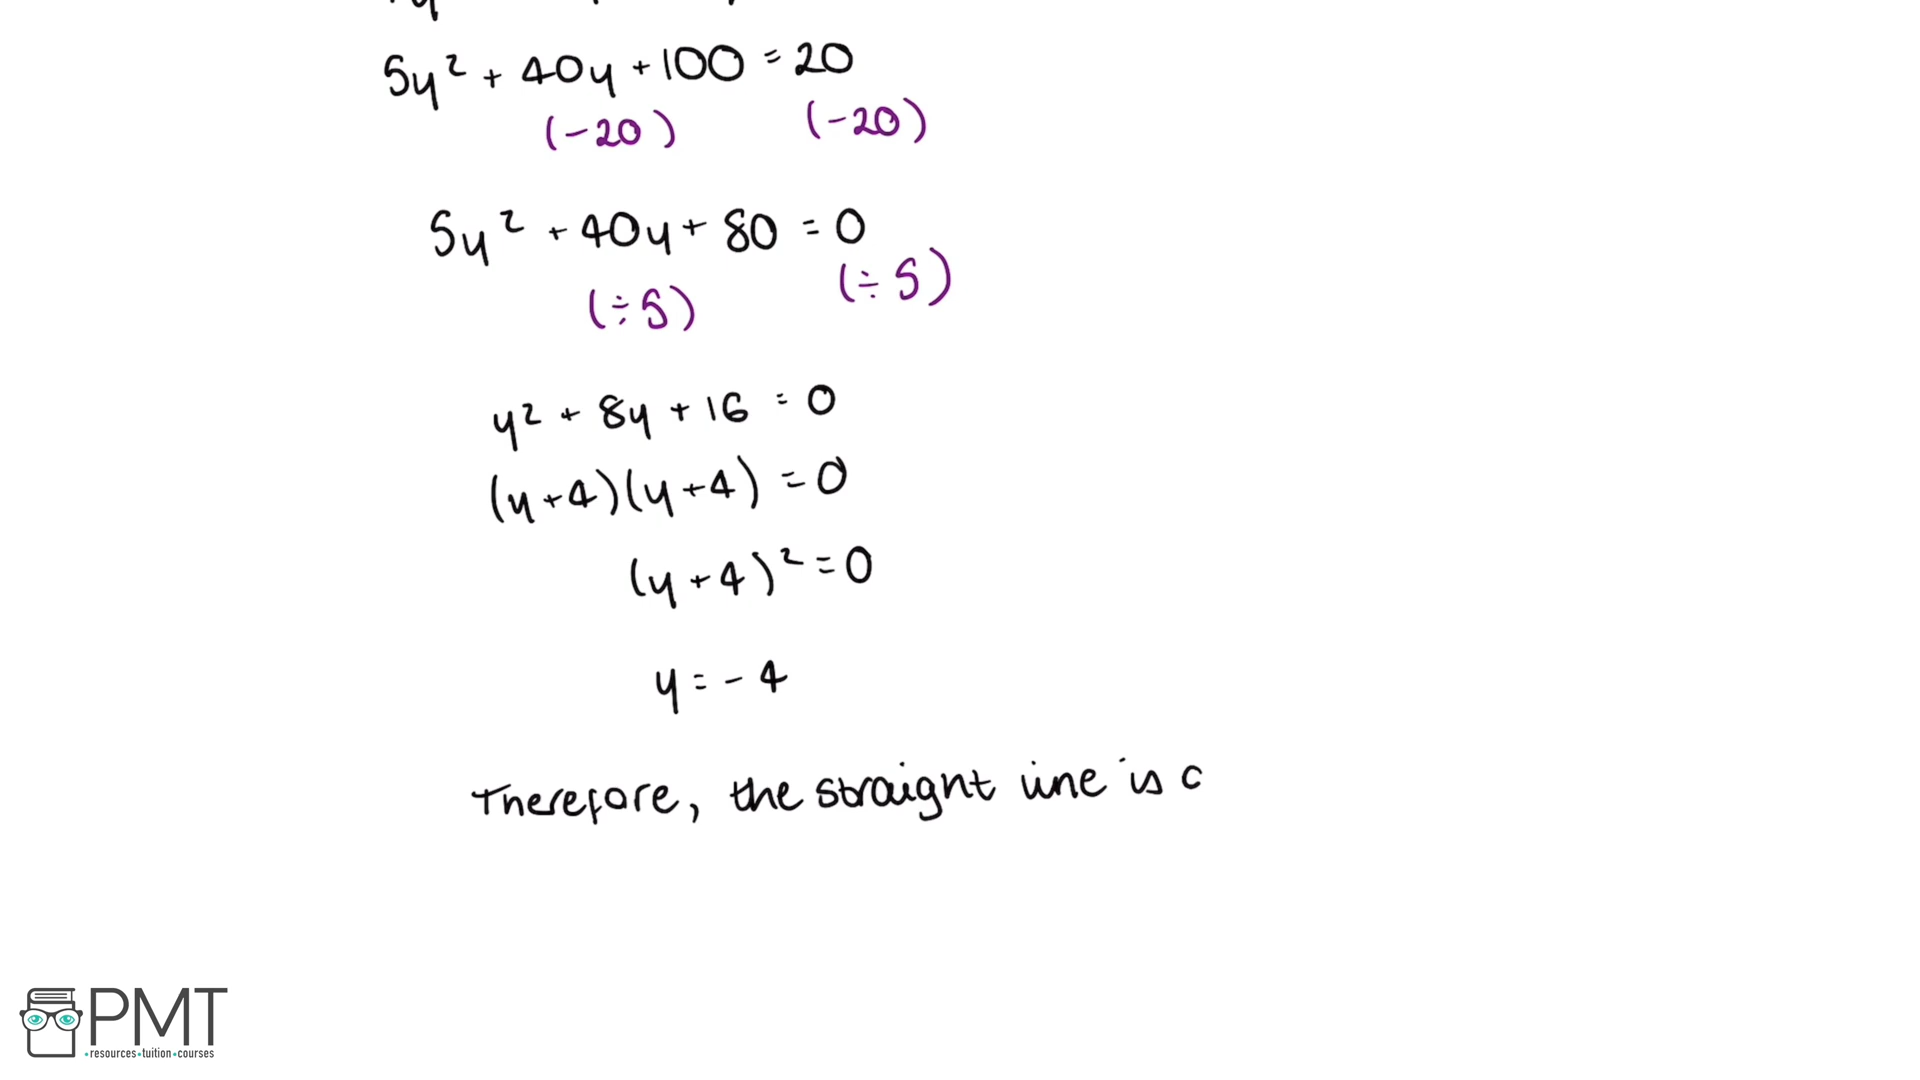 5y² + 40y + 100 = 20
(-20) (-20)
5y² + 40y + 80 = 0
(÷5) (÷5)
y² + 8y + 16 = 0
(y+4)(y+4) = 0
(y+4)² = 0
y = -4
Therefore, the straight line is
PMT
resources tuition courses